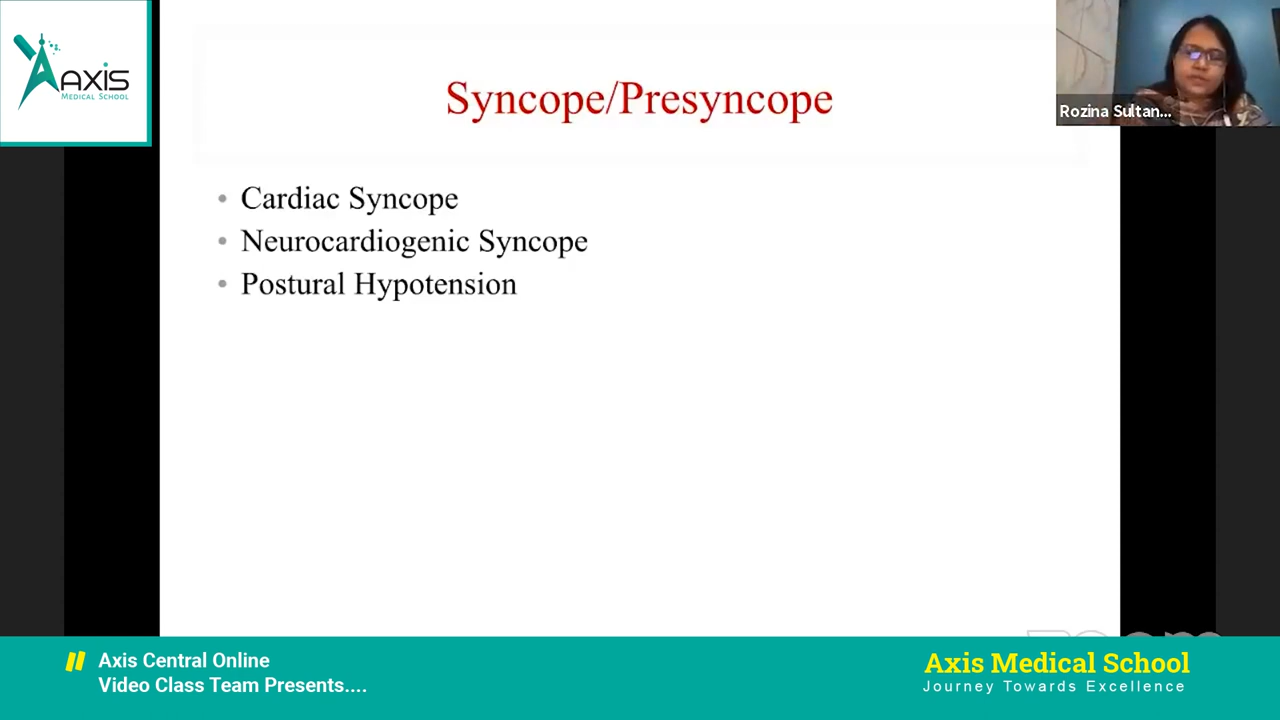 AXIS
MEDICAL SCHOOL
Syncope/Presyncope
Rozina Sultan...
• Cardiac Syncope
• Neurocardiogenic Syncope
• Postural Hypotension
zoom
Axis Central Online
Video Class Team Presents....
Axis Medical School
Journey Towards Excellence